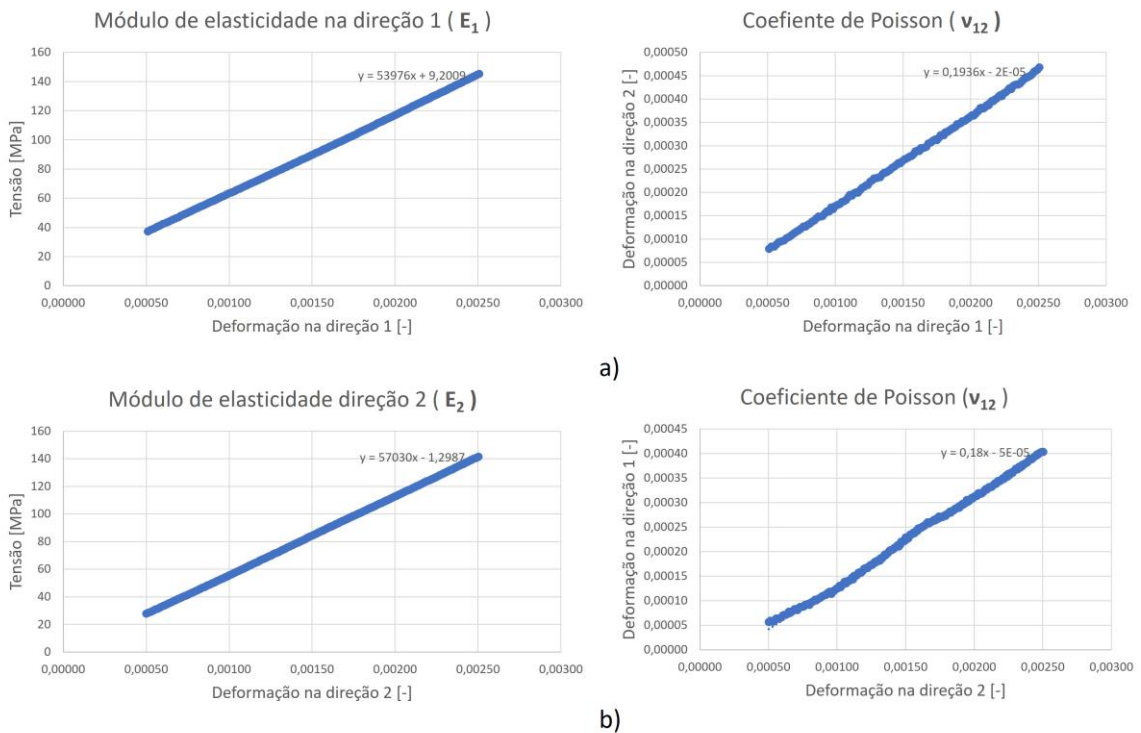 Módulo de elasticidade na direção 1 ( E₁ )
160
140
120
100
80
60
40
20
0
Tensão [MPa]
y = 53976x + 9,2009
0,00000 0,00050 0,00100 0,00150 0,00200 0,00250 0,00300
Deformação na direção 1 [-]
Coefiente de Poisson ( ν₁₂ )
0,00050
0,00045
0,00040
0,00035
0,00030
0,00025
0,00020
0,00015
0,00010
0,00005
0,00000
Deformação na direção 2 [-]
y = 0,1936x - 2E-05
0,00000 0,00050 0,00100 0,00150 0,00200 0,00250 0,00300
Deformação na direção 1 [-]
a)
Módulo de elasticidade direção 2 ( E₂ )
160
140
120
100
80
60
40
20
0
Tensão [MPa]
y = 57030x - 1,2987
0,00000 0,00050 0,00100 0,00150 0,00200 0,00250 0,00300
Deformação na direção 2 [-]
Coeficiente de Poisson (ν₁₂ )
0,00045
0,00040
0,00035
0,00030
0,00025
0,00020
0,00015
0,00010
0,00005
0,00000
Deformação na direção 1 [-]
y = 0,18x - 5E-05
0,00000 0,00050 0,00100 0,00150 0,00200 0,00250 0,00300
Deformação na direção 2 [-]
b)